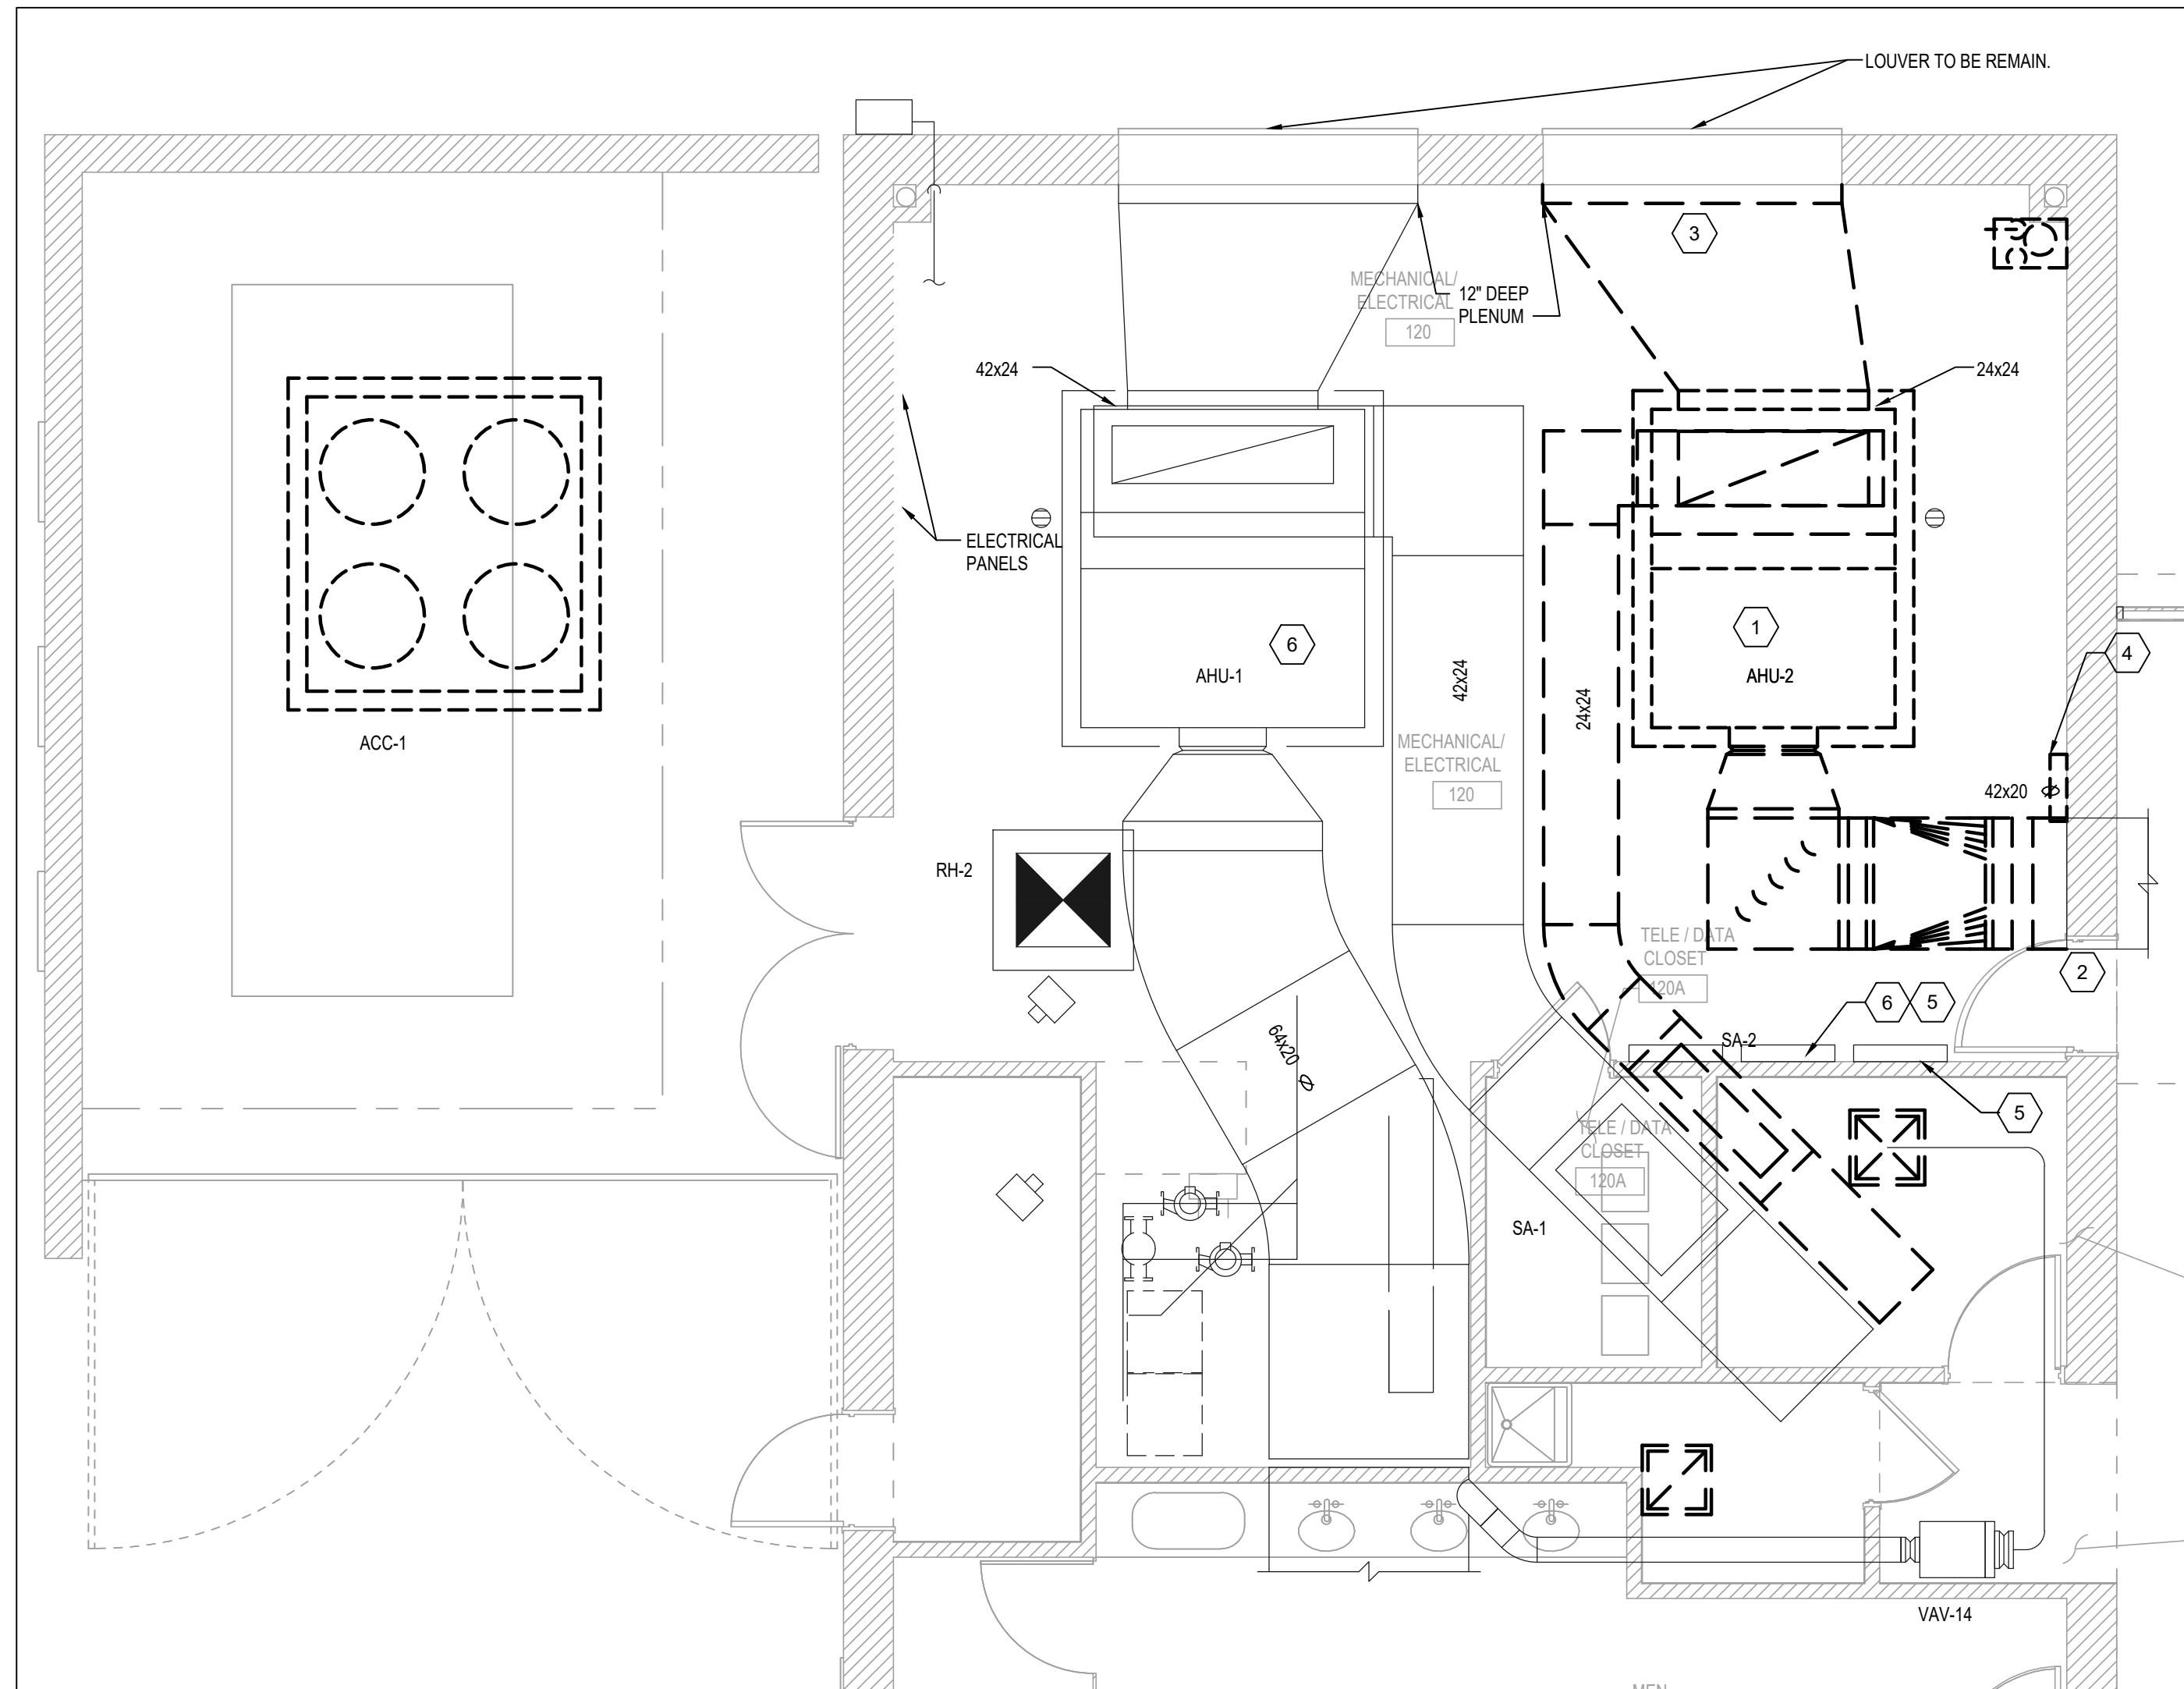 LOUVER TO BE REMAIN.
3
MECHANICAL/
ELECTRICAL
120
12" DEEP
PLENUM
42x24
24x24
ELECTRICAL
PANELS
1
6
AHU-1
AHU-2
4
42x24
24x24
ACC-1
MECHANICAL/
ELECTRICAL
120
42x20
RH-2
TELE / DATA
CLOSET
120A
2
6
5
SA-2
64x20
5
TELE / DATA
CLOSET
120A
SA-1
VAV-14
MEN